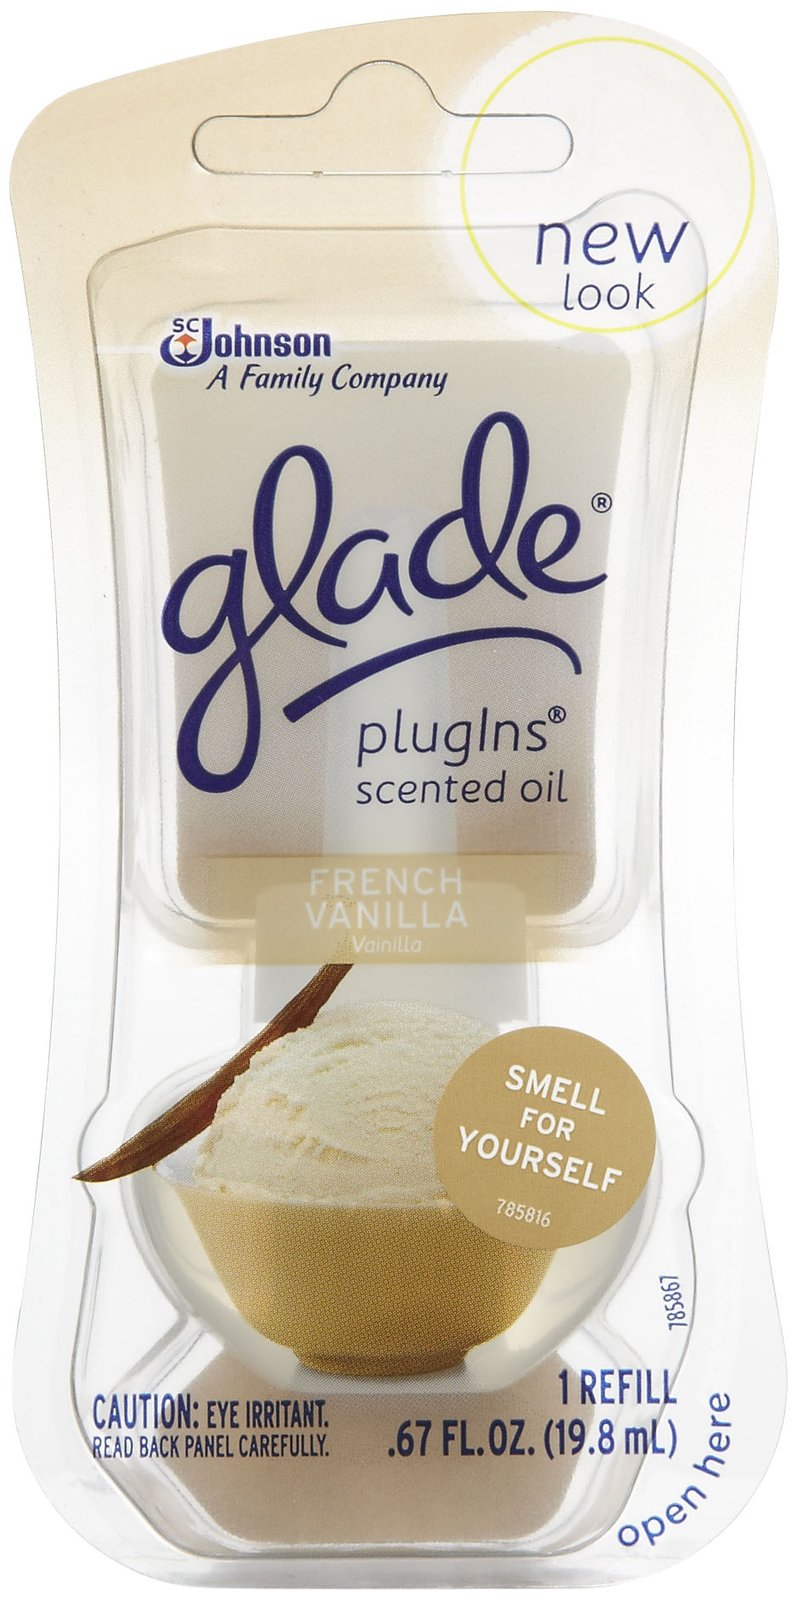 new
look
SC Johnson
A Family Company
glade®
plugIns®
scented oil
FRENCH
VANILLA
Vainilla
SMELL
FOR
YOURSELF
785816
785867
CAUTION: EYE IRRITANT.
READ BACK PANEL CAREFULLY.
1 REFILL
.67 FL.OZ. (19.8 mL)
open here